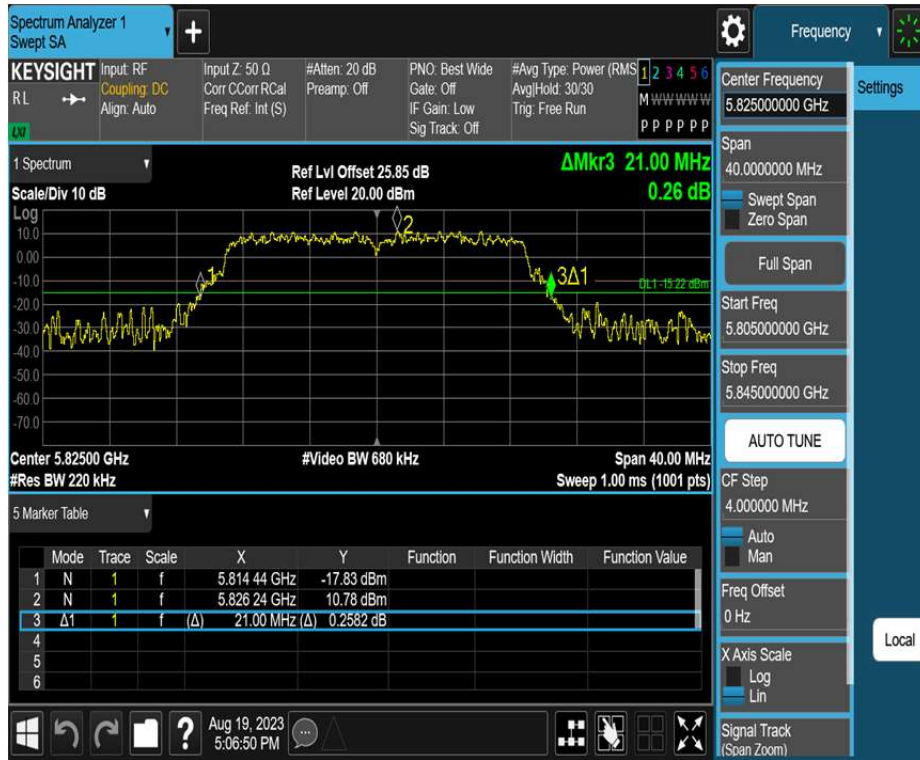 Spectrum Analyzer 1
Swept SA
Frequency
KEYSIGHT
RL
LXI
Input: RF
Coupling: DC
Align: Auto
Input Z: 50 Ω
Corr CCorr RCal
Freq Ref: Int (S)
#Atten: 20 dB
Preamp: Off
PNO: Best Wide
Gate: Off
IF Gain: Low
Sig Track: Off
#Avg Type: Power (RMS
Avg|Hold: 30/30
Trig: Free Run
1 2 3 4 5 6
M W W W W W
P P P P P P
Center Frequency
5.825000000 GHz
Settings
Span
40.0000000 MHz
Swept Span
Zero Span
Full Span
Start Freq
5.805000000 GHz
Stop Freq
5.845000000 GHz
AUTO TUNE
CF Step
4.000000 MHz
Auto
Man
Freq Offset
0 Hz
X Axis Scale
Log
Lin
Local
Signal Track
(Span Zoom)
1 Spectrum
Scale/Div 10 dB
Ref Lvl Offset 25.85 dB
Ref Level 20.00 dBm
ΔMkr3 21.00 MHz
0.26 dB
Log
10.0
0.00
-10.0
-20.0
-30.0
-40.0
-50.0
-60.0
-70.0
1
2
3Δ1
DL1 -15.22 dBm
Center 5.82500 GHz
#Video BW 680 kHz
Span 40.00 MHz
#Res BW 220 kHz
Sweep 1.00 ms (1001 pts)
5 Marker Table
Mode Trace Scale X Y Function Function Width Function Value
1 N 1 f 5.814 44 GHz -17.83 dBm
2 N 1 f 5.826 24 GHz 10.78 dBm
3 Δ1 1 f (Δ) 21.00 MHz (Δ) 0.2582 dB
4
5
6
?
Aug 19, 2023
5:06:50 PM